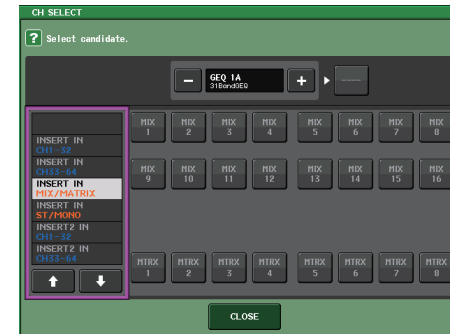 CH SELECT
? Select candidate.
GEQ 1A
31BandGEQ
----
INSERT IN
CH1-32
INSERT IN
CH33-64
INSERT IN
MIX/MATRIX
INSERT IN
ST/MONO
INSERT2 IN
CH1-32
INSERT2 IN
CH33-64
MIX 1 MIX 2 MIX 3 MIX 4 MIX 5 MIX 6 MIX 7 MIX 8
MIX 9 MIX 10 MIX 11 MIX 12 MIX 13 MIX 14 MIX 15 MIX 16
MTRX 1 MTRX 2 MTRX 3 MTRX 4 MTRX 5 MTRX 6 MTRX 7 MTRX 8
CLOSE